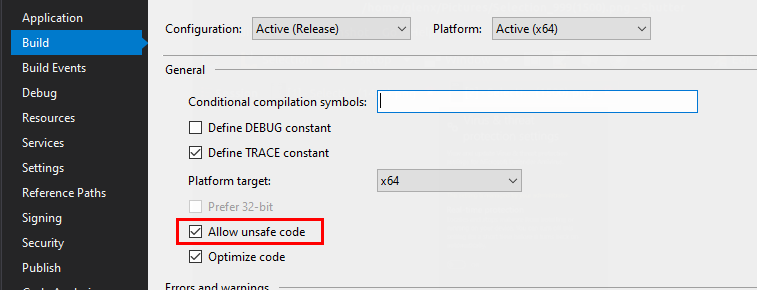 Application
Build
Build Events
Debug
Resources
Services
Settings
Reference Paths
Signing
Security
Publish
Configuration: Active (Release) Platform: Active (x64)
General
Conditional compilation symbols:
Define DEBUG constant
Define TRACE constant
Platform target: x64
Prefer 32-bit
Allow unsafe code
Optimize code
Errors and warnings